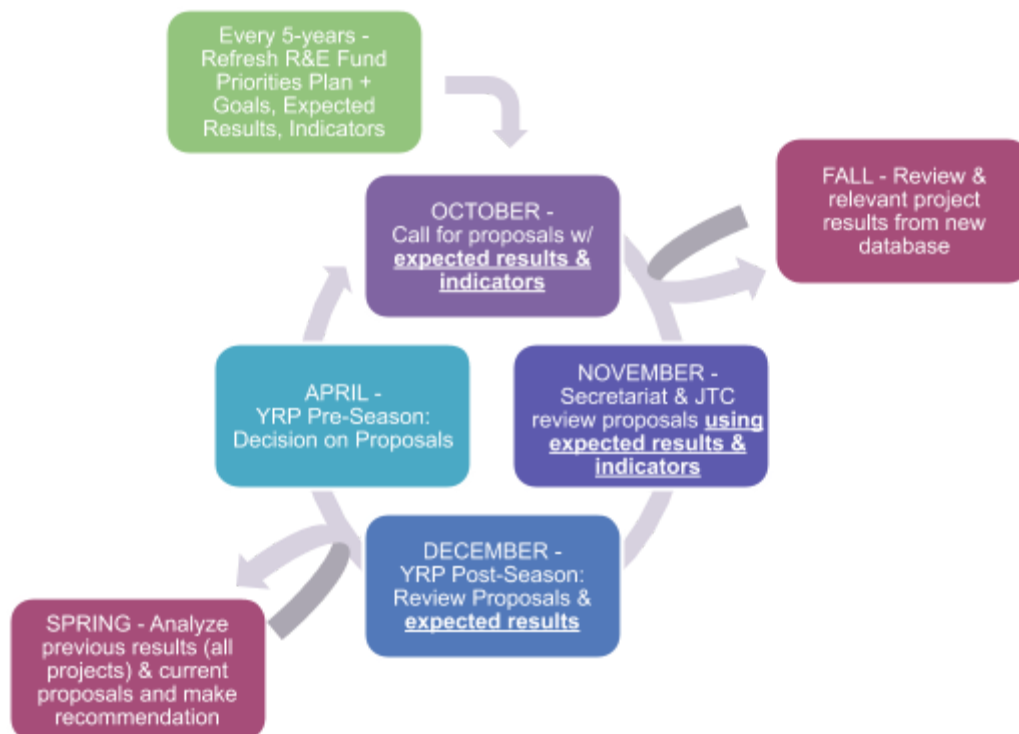 Every 5-years -
Refresh R&E Fund
Priorities Plan +
Goals, Expected
Results, Indicators
OCTOBER -
Call for proposals w/
expected results &
indicators
FALL - Review &
relevant project
results from new
database
NOVEMBER -
Secretariat & JTC
review proposals using
expected results &
indicators
APRIL -
YRP Pre-Season:
Decision on Proposals
DECEMBER -
YRP Post-Season:
Review Proposals &
expected results
SPRING - Analyze
previous results (all
projects) & current
proposals and make
recommendation